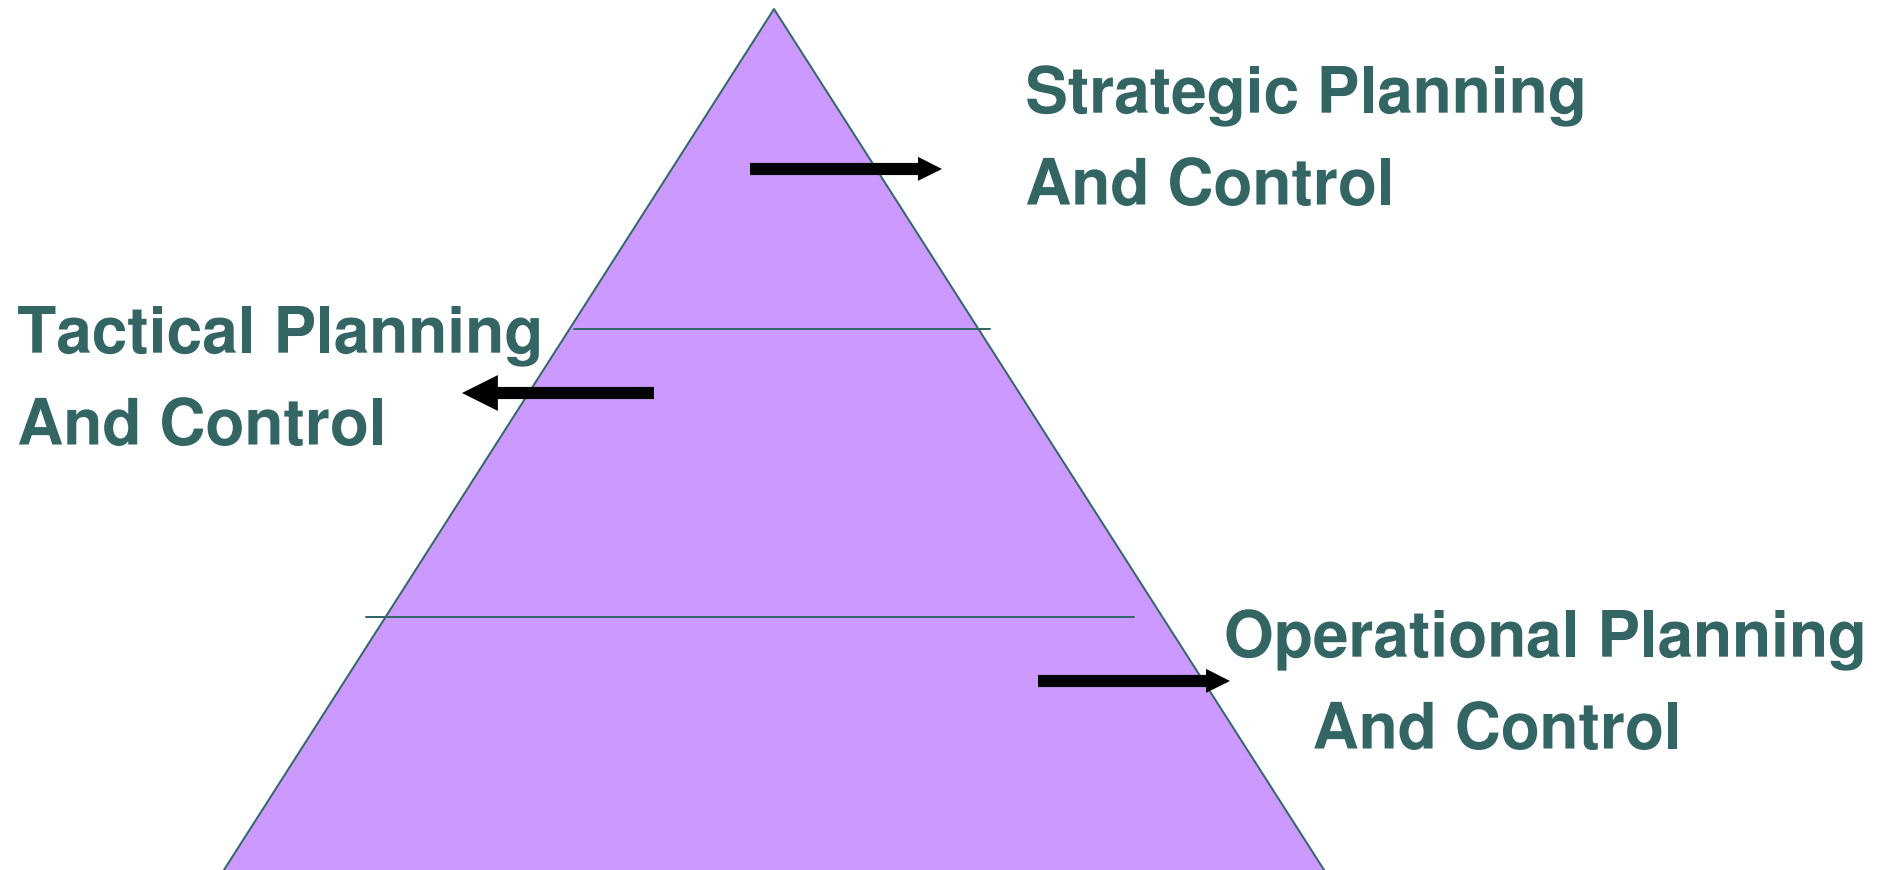 Strategic Planning
And Control
Tactical Planning
And Control
Operational Planning
And Control